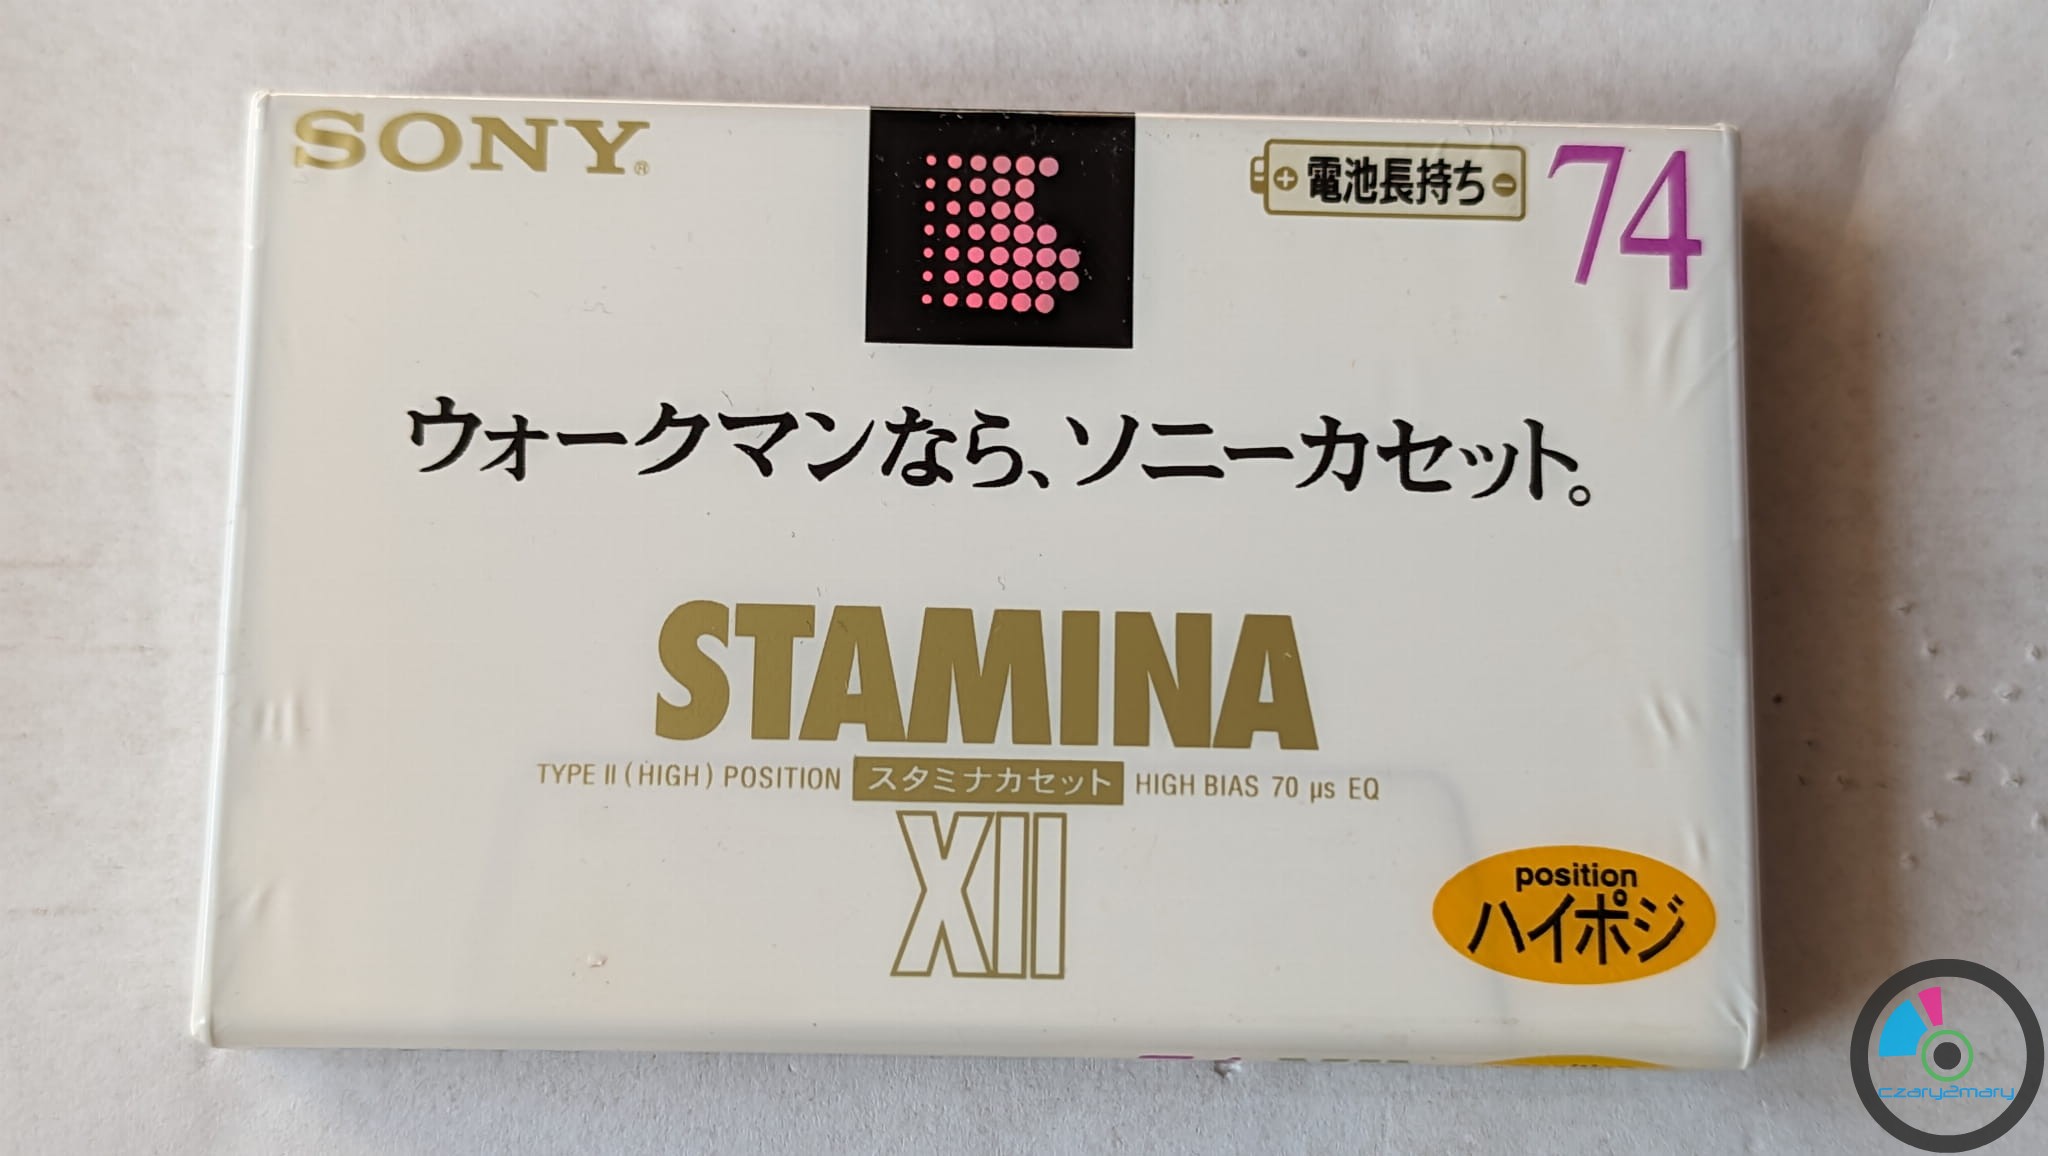 SONY®
電池長持ち
74
ウォークマンなら、ソニーカセット。
STAMINA
TYPE II (HIGH) POSITION スタミナカセット HIGH BIAS 70 µs EQ
XII
position
ハイポジ
czary2mary